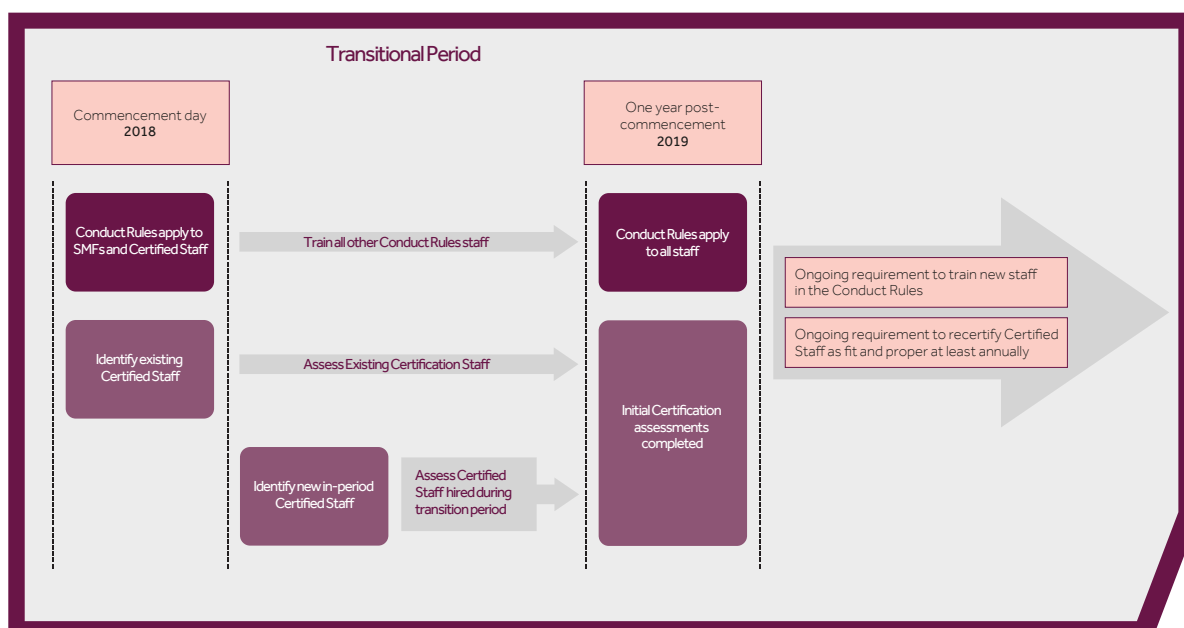 Transitional Period
Commencement day
2018
One year post-
commencement
2019
Conduct Rules apply to
SMFs and Certified Staff
Train all other Conduct Rules staff
Conduct Rules apply
to all staff
Ongoing requirement to train new staff
in the Conduct Rules
Ongoing requirement to recertify Certified
Staff as fit and proper at least annually
Identify existing
Certified Staff
Assess Existing Certification Staff
Initial Certification
assessments
completed
Identify new in-period
Certified Staff
Assess Certified
Staff hired during
transition period